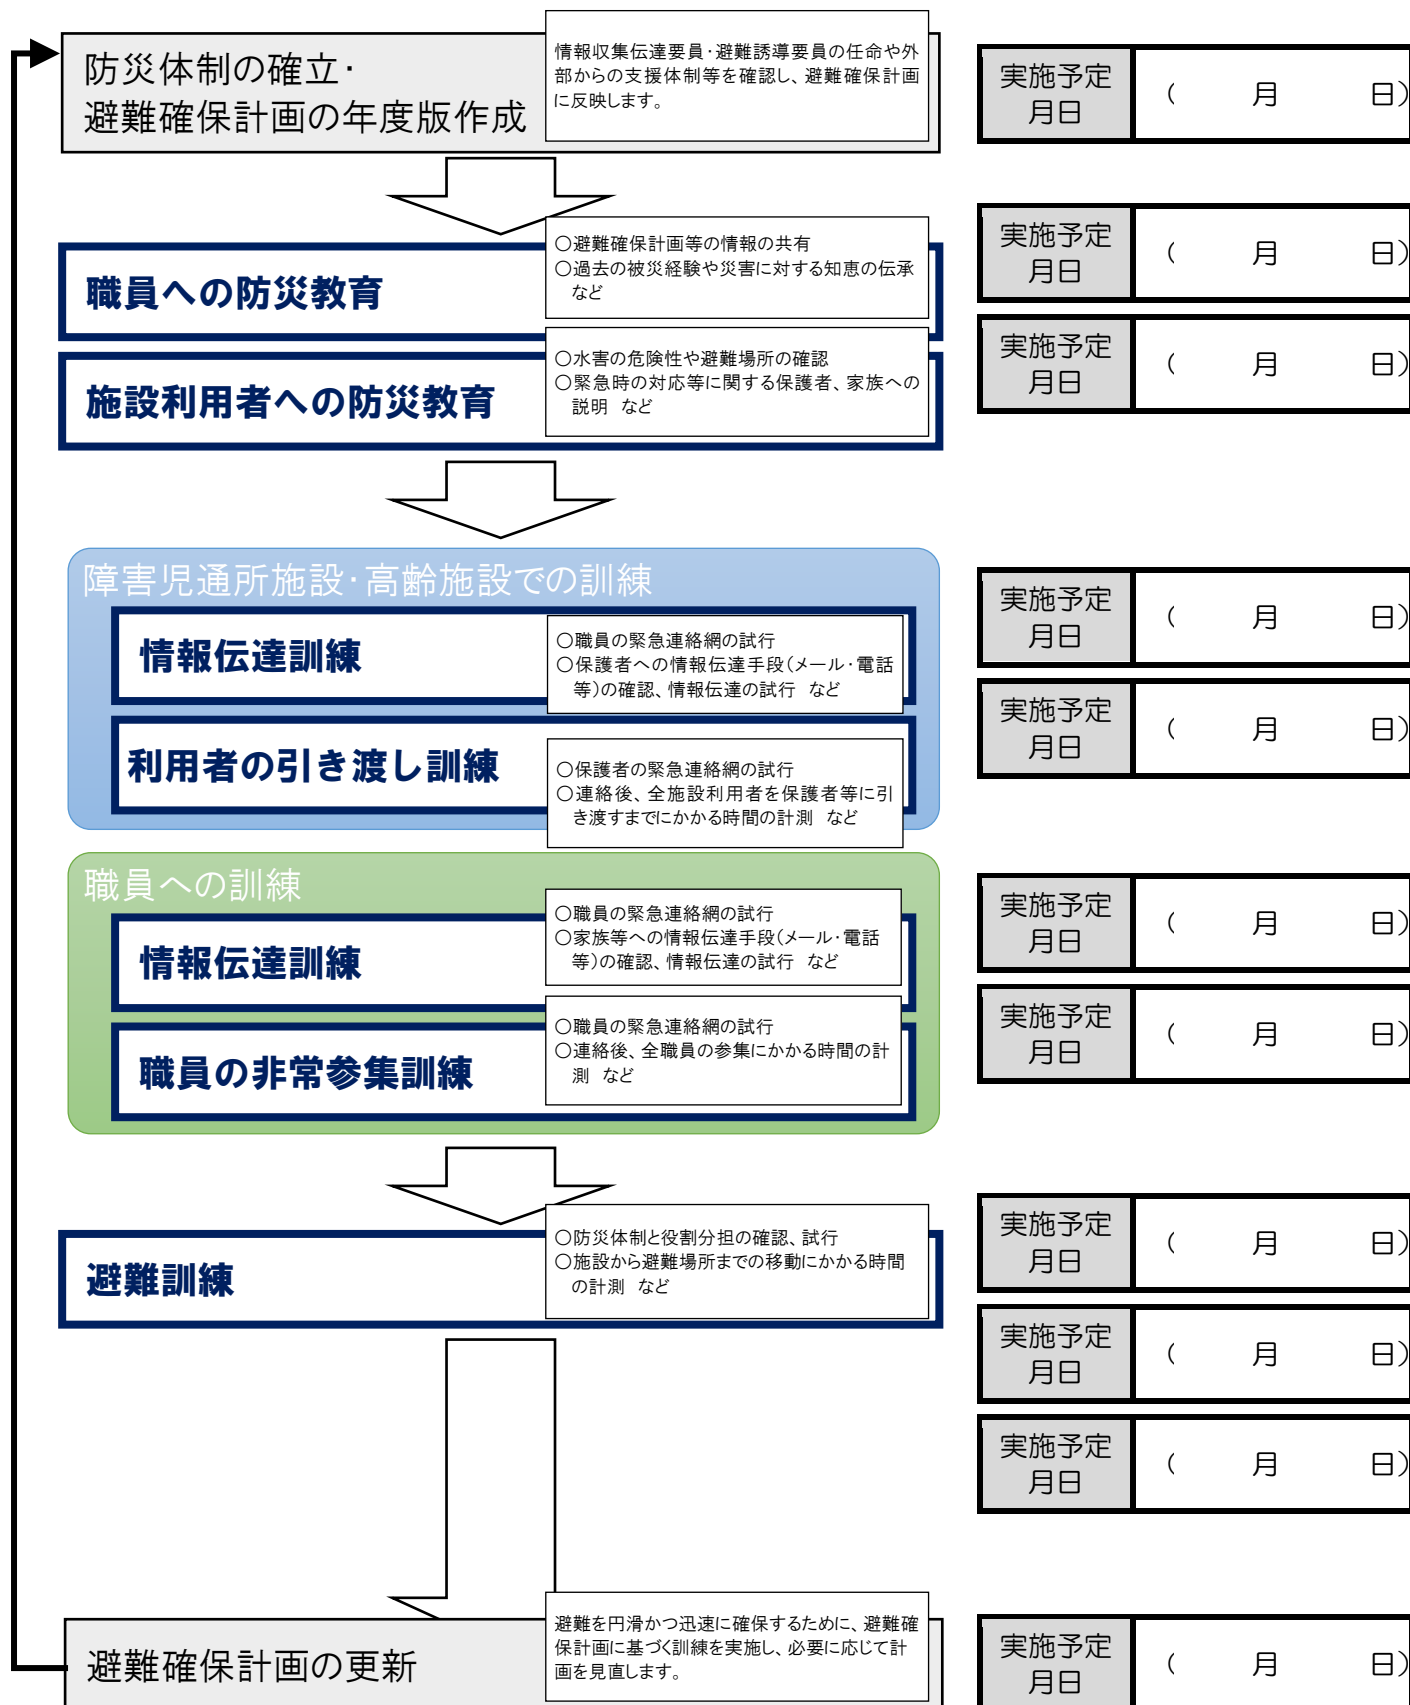 防災体制の確立・
避難確保計画の年度版作成
情報収集伝達要員・避難誘導要員の任命や外
部からの支援体制等を確認し、避難確保計画
に反映します。
実施予定
月日
（　月　日）
職員への防災教育
○避難確保計画等の情報の共有
○過去の被災経験や災害に対する知恵の伝承
など
実施予定
月日
（　月　日）
施設利用者への防災教育
○水害の危険性や避難場所の確認
○緊急時の対応等に関する保護者、家族への
説明　など
実施予定
月日
（　月　日）
障害児通所施設・高齢施設での訓練
情報伝達訓練
○職員の緊急連絡網の試行
○保護者への情報伝達手段（メール・電話
等）の確認、情報伝達の試行　など
実施予定
月日
（　月　日）
利用者の引き渡し訓練
○保護者の緊急連絡網の試行
○連絡後、全施設利用者を保護者等に引
き渡すまでにかかる時間の計測　など
実施予定
月日
（　月　日）
職員への訓練
情報伝達訓練
○職員の緊急連絡網の試行
○家族等への情報伝達手段（メール・電話
等）の確認、情報伝達の試行　など
実施予定
月日
（　月　日）
職員の非常参集訓練
○職員の緊急連絡網の試行
○連絡後、全職員の参集にかかる時間の計
測　など
実施予定
月日
（　月　日）
避難訓練
○防災体制と役割分担の確認、試行
○施設から避難場所までの移動にかかる時間
の計測　など
実施予定
月日
（　月　日）
実施予定
月日
（　月　日）
実施予定
月日
（　月　日）
避難確保計画の更新
避難を円滑かつ迅速に確保するために、避難確
保計画に基づく訓練を実施し、必要に応じて計
画を見直します。
実施予定
月日
（　月　日）